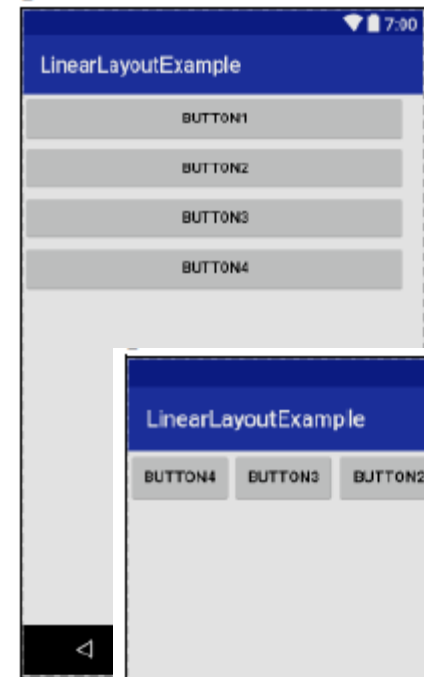 7:00
LinearLayoutExample
BUTTON1
BUTTON2
BUTTON3
BUTTON4
LinearLayoutExample
BUTTON4 BUTTON3 BUTTON2